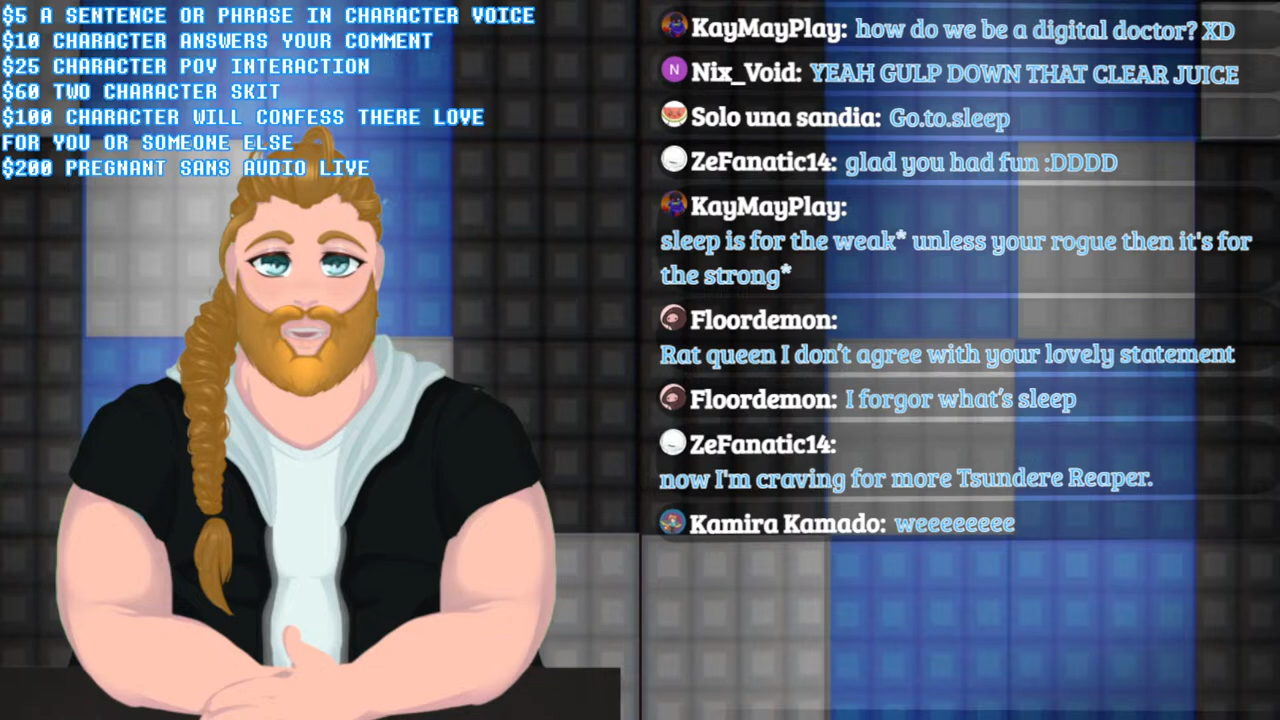 $5 A SENTENCE OR PHRASE IN CHARACTER VOICE
$10 CHARACTER ANSWERS YOUR COMMENT
$25 CHARACTER POV INTERACTION
$60 TWO CHARACTER SKIT
$100 CHARACTER WILL CONFESS THERE LOVE
FOR YOU OR SOMEONE ELSE
$200 PREGNANT SANS AUDIO LIVE
KayMayPlay: how do we be a digital doctor? XD
N Nix_Void: YEAH GULP DOWN THAT CLEAR JUICE
Solo una sandia: Go.to.sleep
ZeFanatic14: glad you had fun :DDDD
KayMayPlay:
sleep is for the weak* unless your rogue then it's for
the strong*
Floordemon:
Rat queen I don't agree with your lovely statement
Floordemon: I forgor what's sleep
ZeFanatic14:
now I'm craving for more Tsundere Reaper.
Kamira Kamado: weeeeeeee